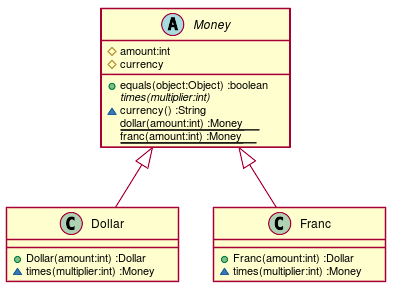 A Money
amount:int
currency
equals(object:Object) :boolean
times(multiplier:int)
currency() :String
dollar(amount:int) :Money
franc(amount:int) :Money
C Dollar
Dollar(amount:int) :Dollar
times(multiplier:int) :Money
C Franc
Franc(amount:int) :Dollar
times(multiplier:int) :Money